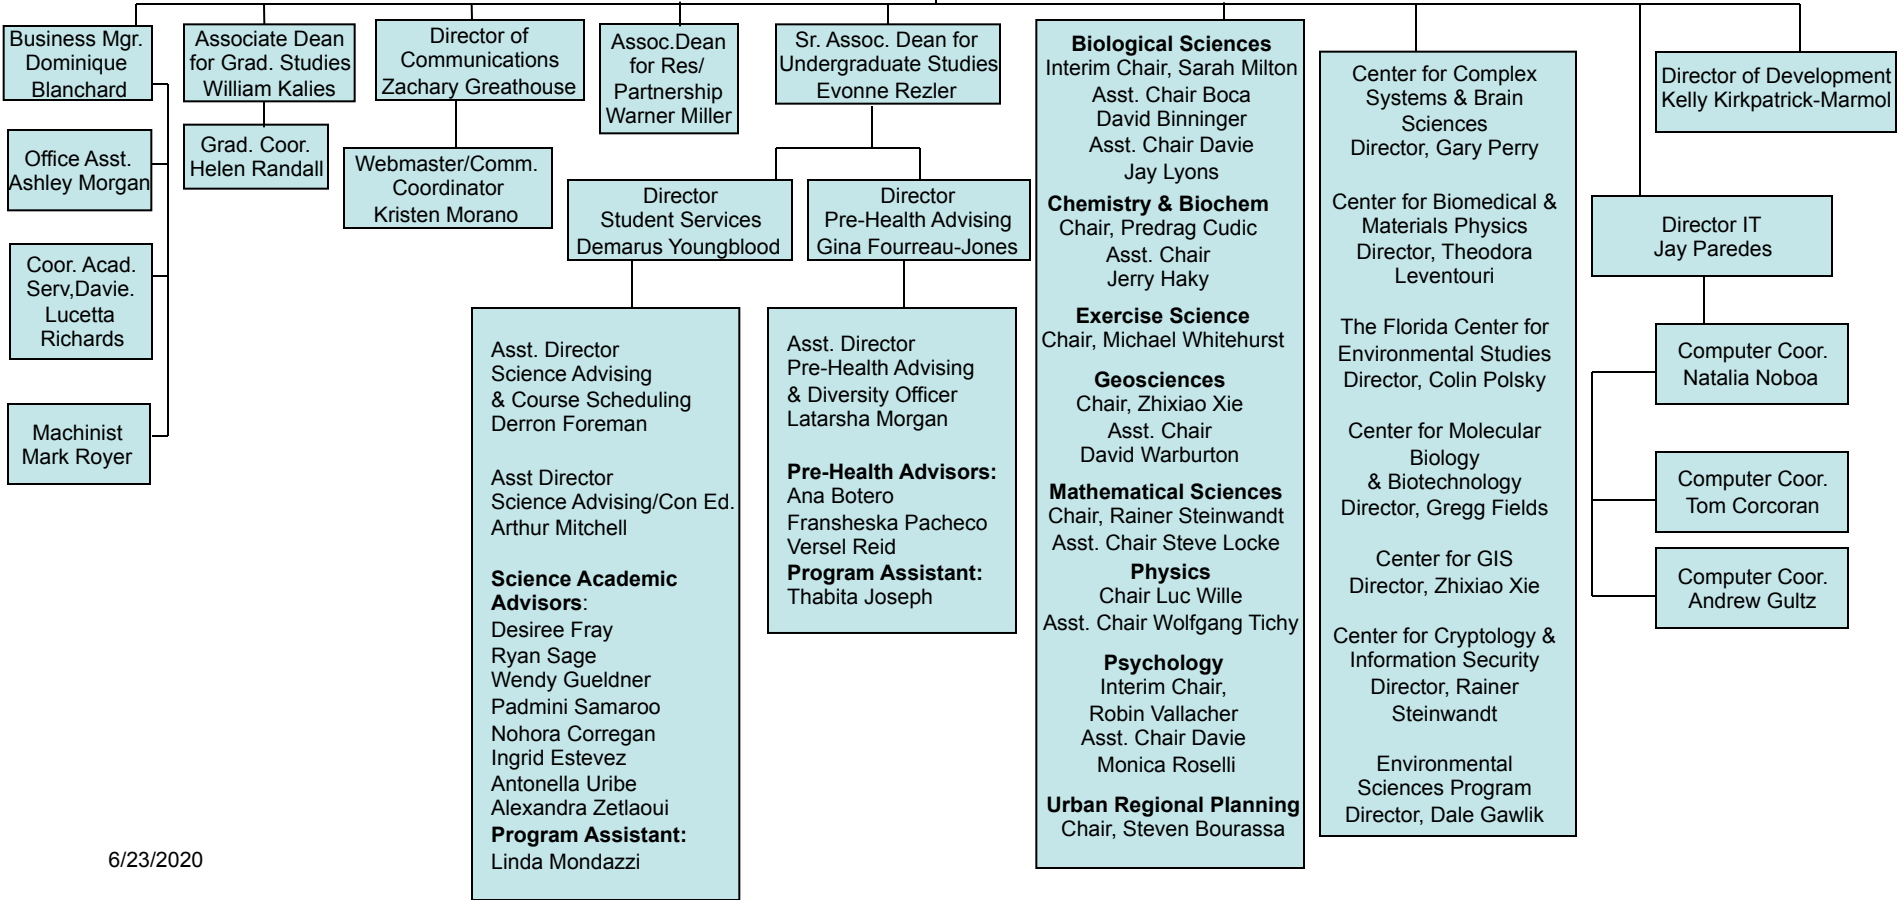 Business Mgr.
Dominique
Blanchard
Office Asst.
Ashley Morgan
Coor. Acad.
Serv,Davie.
Lucetta
Richards
Machinist
Mark Royer
Associate Dean
for Grad. Studies
William Kalies
Grad. Coor.
Helen Randall
Director of
Communications
Zachary Greathouse
Webmaster/Comm.
Coordinator
Kristen Morano
Assoc.Dean
for Res/
Partnership
Warner Miller
Sr. Assoc. Dean for
Undergraduate Studies
Evonne Rezler
Director
Student Services
Demarus Youngblood
Asst. Director
Science Advising
& Course Scheduling
Derron Foreman
Asst Director
Science Advising/Con Ed.
Arthur Mitchell
Science Academic
Advisors:
Desiree Fray
Ryan Sage
Wendy Gueldner
Padmini Samaroo
Nohora Corregan
Ingrid Estevez
Antonella Uribe
Alexandra Zetlaoui
Program Assistant:
Linda Mondazzi
Director
Pre-Health Advising
Gina Fourreau-Jones
Asst. Director
Pre-Health Advising
& Diversity Officer
Latarsha Morgan
Pre-Health Advisors:
Ana Botero
Fransheska Pacheco
Versel Reid
Program Assistant:
Thabita Joseph
Biological Sciences
Interim Chair, Sarah Milton
Asst. Chair Boca
David Binninger
Asst. Chair Davie
Jay Lyons
Chemistry & Biochem
Chair, Predrag Cudic
Asst. Chair
Jerry Haky
Exercise Science
Chair, Michael Whitehurst
Geosciences
Chair, Zhixiao Xie
Asst. Chair
David Warburton
Mathematical Sciences
Chair, Rainer Steinwandt
Asst. Chair Steve Locke
Physics
Chair Luc Wille
Asst. Chair Wolfgang Tichy
Psychology
Interim Chair,
Robin Vallacher
Asst. Chair Davie
Monica Roselli
Urban Regional Planning
Chair, Steven Bourassa
Center for Complex
Systems & Brain
Sciences
Director, Gary Perry
Center for Biomedical &
Materials Physics
Director, Theodora
Leventouri
The Florida Center for
Environmental Studies
Director, Colin Polsky
Center for Molecular
Biology
& Biotechnology
Director, Gregg Fields
Center for GIS
Director, Zhixiao Xie
Center for Cryptology &
Information Security
Director, Rainer
Steinwandt
Environmental
Sciences Program
Director, Dale Gawlik
Director of Development
Kelly Kirkpatrick-Marmol
Director IT
Jay Paredes
Computer Coor.
Natalia Noboa
Computer Coor.
Tom Corcoran
Computer Coor.
Andrew Gultz
6/23/2020